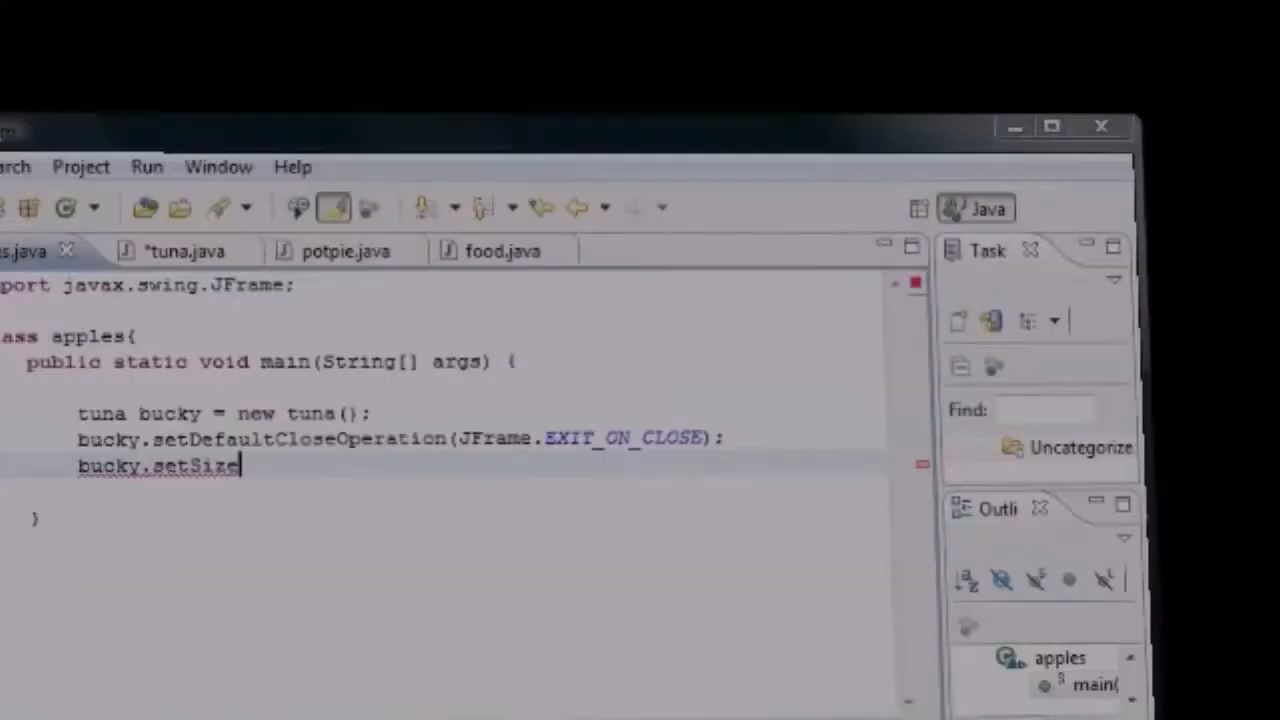 arch Project Run Window Help
Java
s.java *tuna.java potpie.java food.java
Task
port javax.swing.JFrame;
ass apples{
public static void main(String[] args) {
tuna bucky = new tuna();
bucky.setDefaultCloseOperation(JFrame.EXIT_ON_CLOSE);
bucky.setSize
}
Find:
Uncategorize
Outli
apples
main(